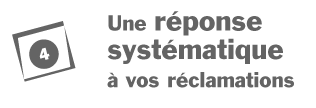 4
Une réponse
systématique
à vos réclamations